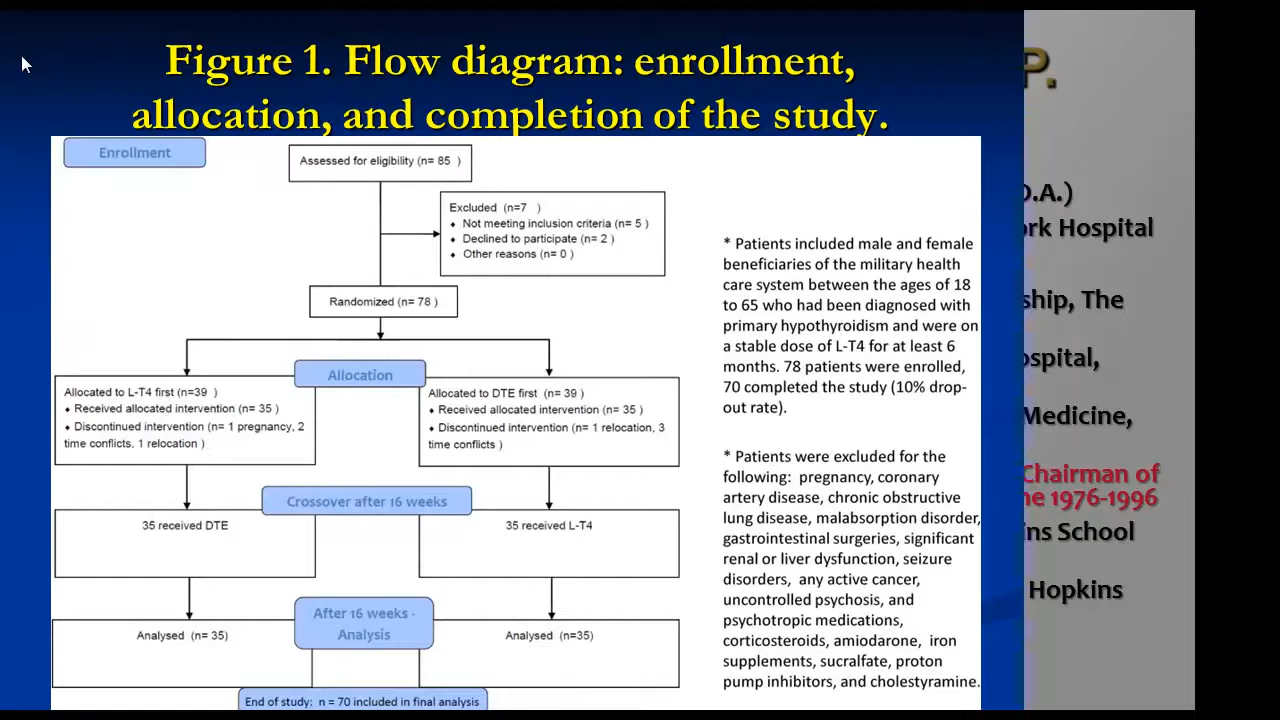 Figure 1. Flow diagram: enrollment,
allocation, and completion of the study.
Enrollment
Assessed for eligibility (n= 85 )
Excluded (n=7 )
⬧ Not meeting inclusion criteria (n= 5 )
⬧ Declined to participate (n= 2 )
⬧ Other reasons (n= 0 )
Randomized (n= 78 )
Allocation
Allocated to L-T4 first (n=39 )
⬧ Received allocated intervention (n= 35 )
⬧ Discontinued intervention (n= 1 pregnancy, 2
time conflicts, 1 relocation )
Allocated to DTE first (n= 39 )
⬧ Received allocated intervention (n= 35 )
⬧ Discontinued intervention (n= 1 relocation, 3
time conflicts )
Crossover after 16 weeks
35 received DTE
35 received L-T4
After 16 weeks -
Analysis
Analysed (n= 35)
Analysed (n=35)
End of study: n = 70 included in final analysis
* Patients included male and female
beneficiaries of the military health
care system between the ages of 18
to 65 who had been diagnosed with
primary hypothyroidism and were on
a stable dose of L-T4 for at least 6
months. 78 patients were enrolled,
70 completed the study (10% drop-
out rate).
* Patients were excluded for the
following: pregnancy, coronary
artery disease, chronic obstructive
lung disease, malabsorption disorder,
gastrointestinal surgeries, significant
renal or liver dysfunction, seizure
disorders, any active cancer,
uncontrolled psychosis, and
psychotropic medications,
corticosteroids, amiodarone, iron
supplements, sucralfate, proton
pump inhibitors, and cholestyramine.
P.
O.A.)
ork Hospital
ship, The
ospital,
Medicine,
Chairman of
ne 1976-1996
ins School
Hopkins